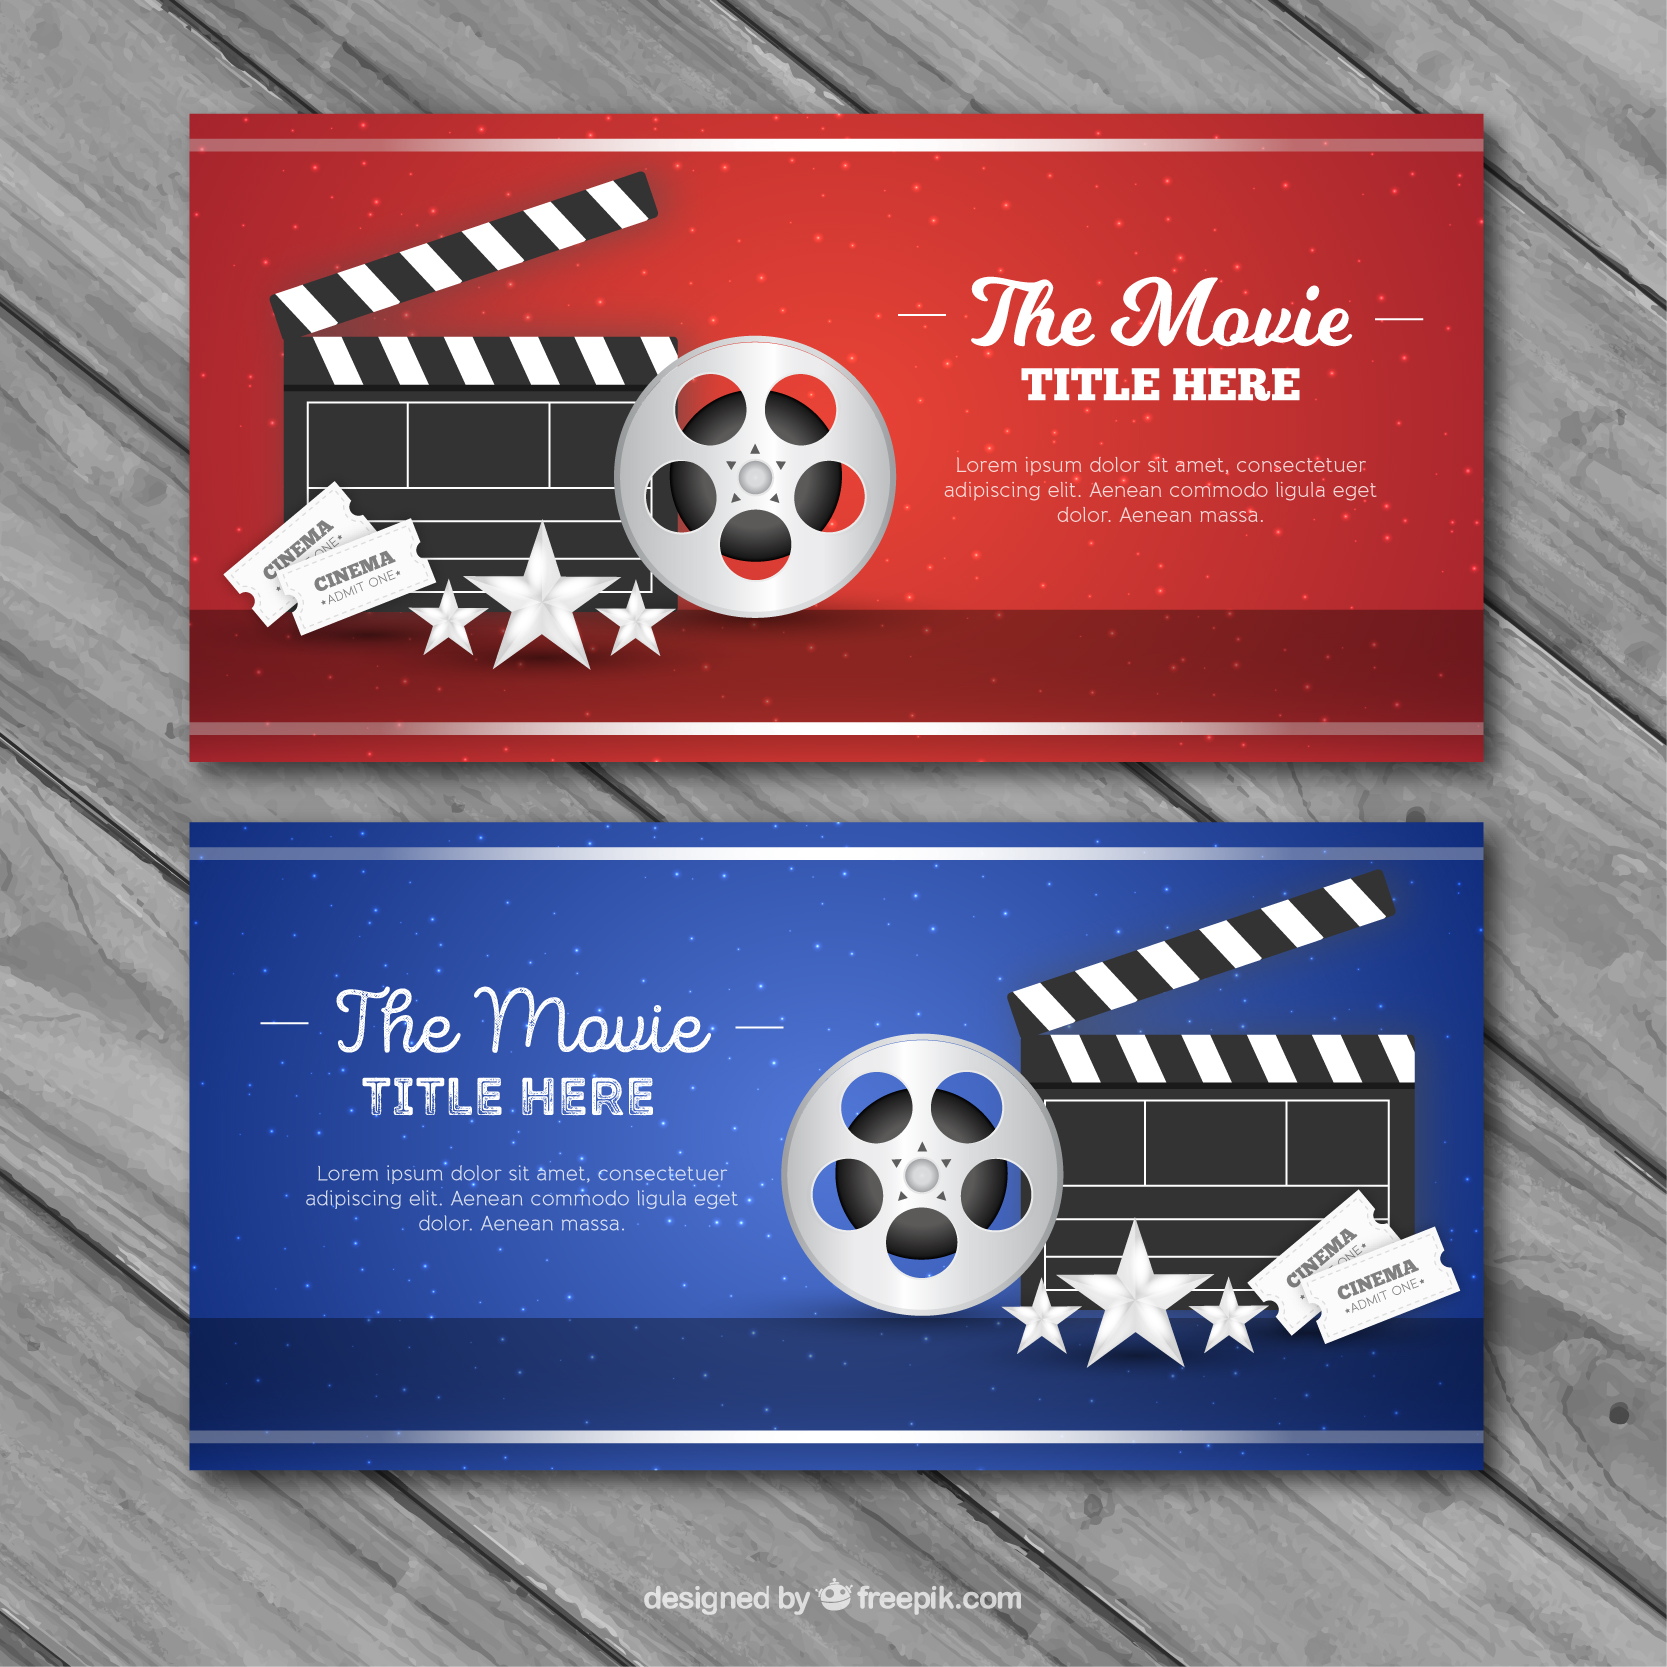 The Movie
TITLE HERE
Lorem ipsum dolor sit amet, consectetuer
adipiscing elit. Aenean commodo ligula eget
dolor. Aenean massa.
CINEMA
ONE★
CINEMA
★ADMIT ONE★
The Movie
TITLE HERE
Lorem ipsum dolor sit amet, consectetuer
adipiscing elit. Aenean commodo ligula eget
dolor. Aenean massa.
CINEMA
ONE★
CINEMA
★ADMIT ONE★
designed by freepik.com